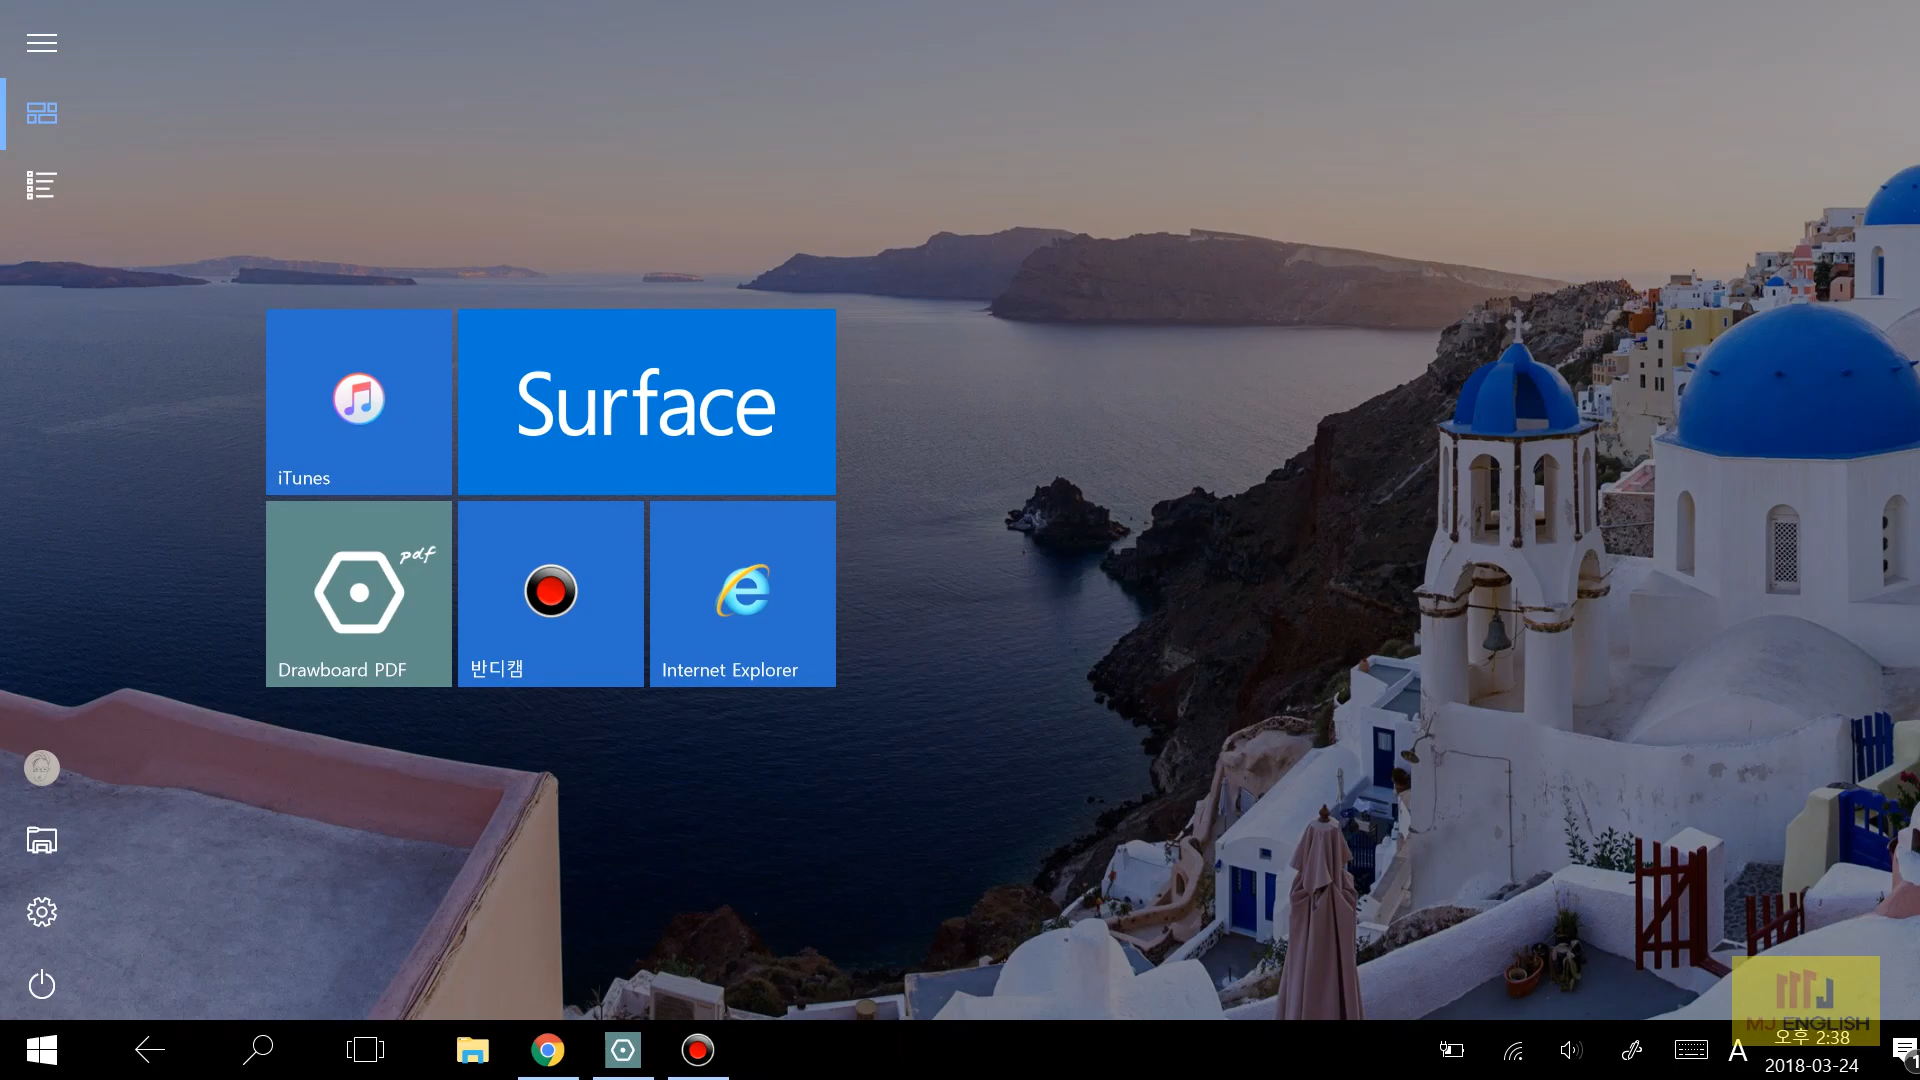 iTunes
Surface
pdf
Drawboard PDF
반디캠
Internet Explorer
MJ ENGLISH
A
오후 2:38
2018-03-24
1